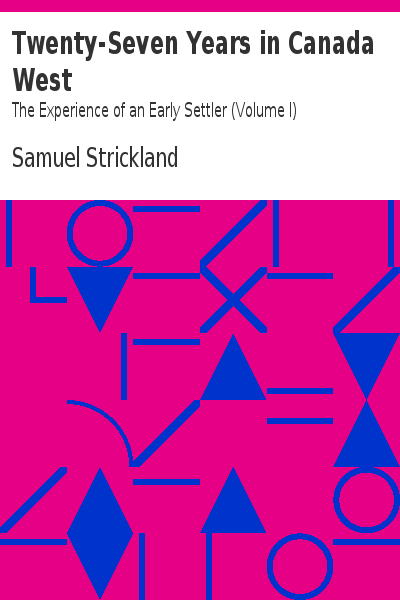 Twenty-Seven Years in Canada
West
The Experience of an Early Settler (Volume I)
Samuel Strickland